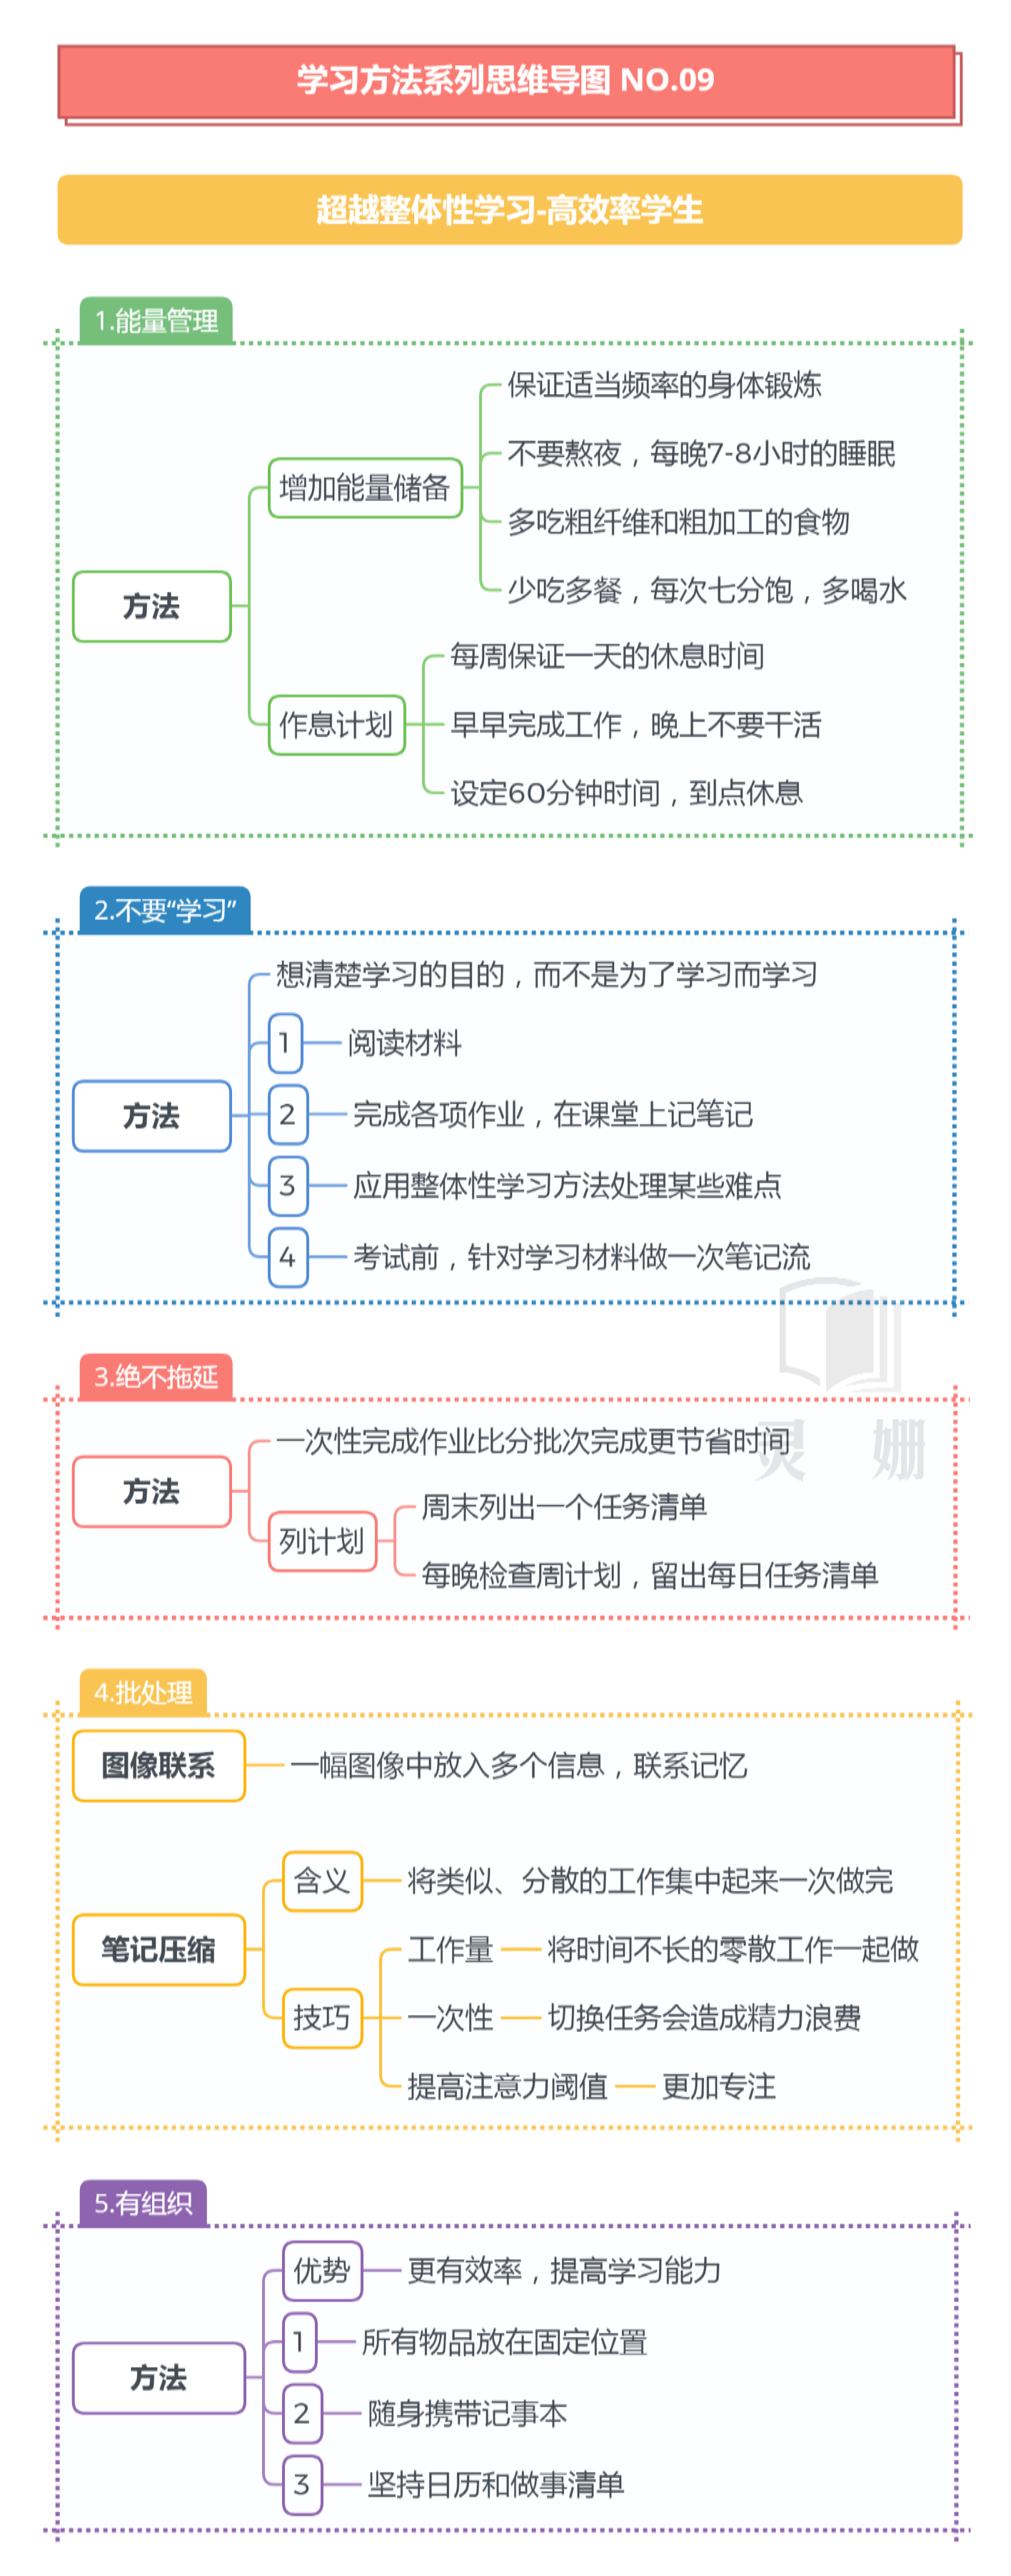 学习方法系列思维导图 NO.09
超越整体性学习-高效率学生
1.能量管理
方法
增加能量储备
保证适当频率的身体锻炼
不要熬夜，每晚7-8小时的睡眠
多吃粗纤维和粗加工的食物
少吃多餐，每次七分饱，多喝水
作息计划
每周保证一天的休息时间
早早完成工作，晚上不要干活
设定60分钟时间，到点休息
2.不要“学习”
方法
想清楚学习的目的，而不是为了学习而学习
1 阅读材料
2 完成各项作业，在课堂上记笔记
3 应用整体性学习方法处理某些难点
4 考试前，针对学习材料做一次笔记流
3.绝不拖延
方法
一次性完成作业比分批次完成更节省时间
灵 姗
列计划
周末列出一个任务清单
每晚检查周计划，留出每日任务清单
4.批处理
图像联系 一幅图像中放入多个信息，联系记忆
笔记压缩
含义 将类似、分散的工作集中起来一次做完
技巧
工作量 将时间不长的零散工作一起做
一次性 切换任务会造成精力浪费
提高注意力阈值 更加专注
5.有组织
方法
优势 更有效率，提高学习能力
1 所有物品放在固定位置
2 随身携带记事本
3 坚持日历和做事清单